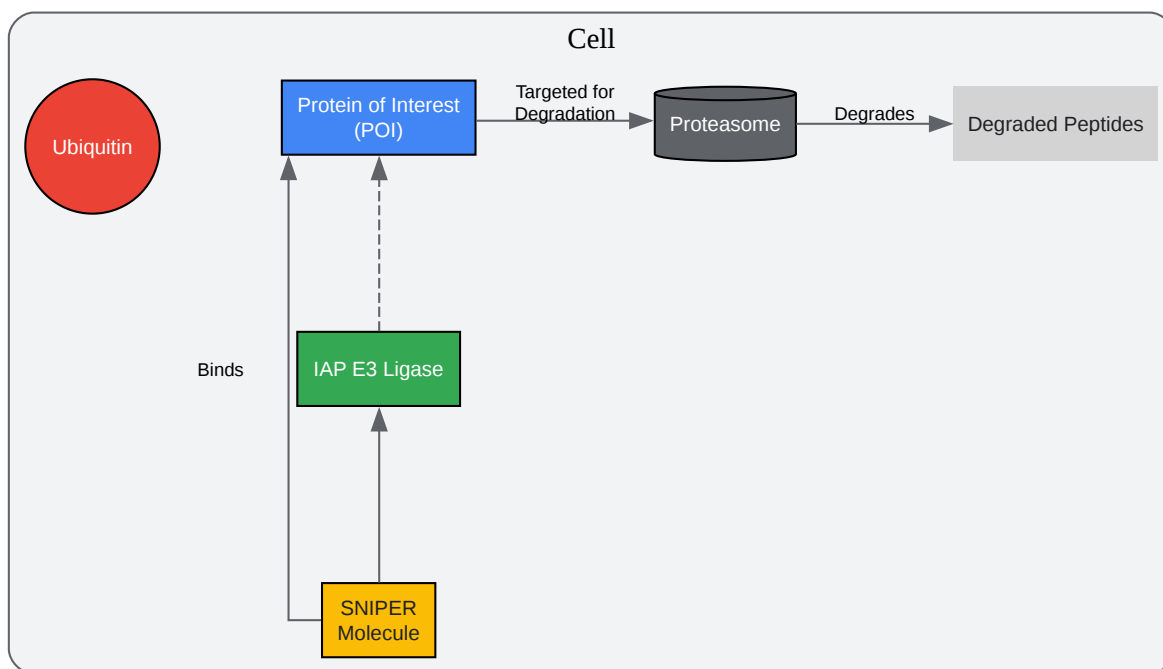 Cell
Ubiquitin
Protein of Interest
(POI)
Targeted for
Degradation
Proteasome
Degrades
Degraded Peptides
Binds
IAP E3 Ligase
SNIPER
Molecule